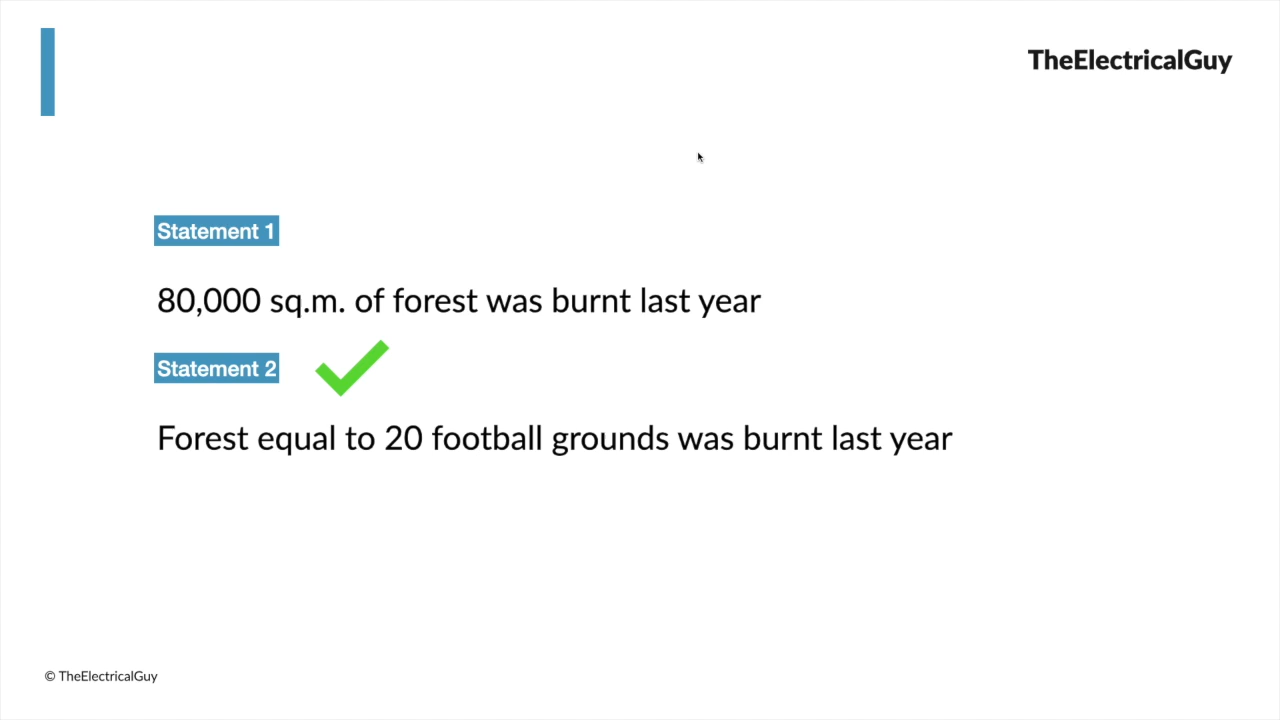 TheElectricalGuy
Statement 1
80,000 sq.m. of forest was burnt last year
Statement 2
Forest equal to 20 football grounds was burnt last year
© TheElectricalGuy